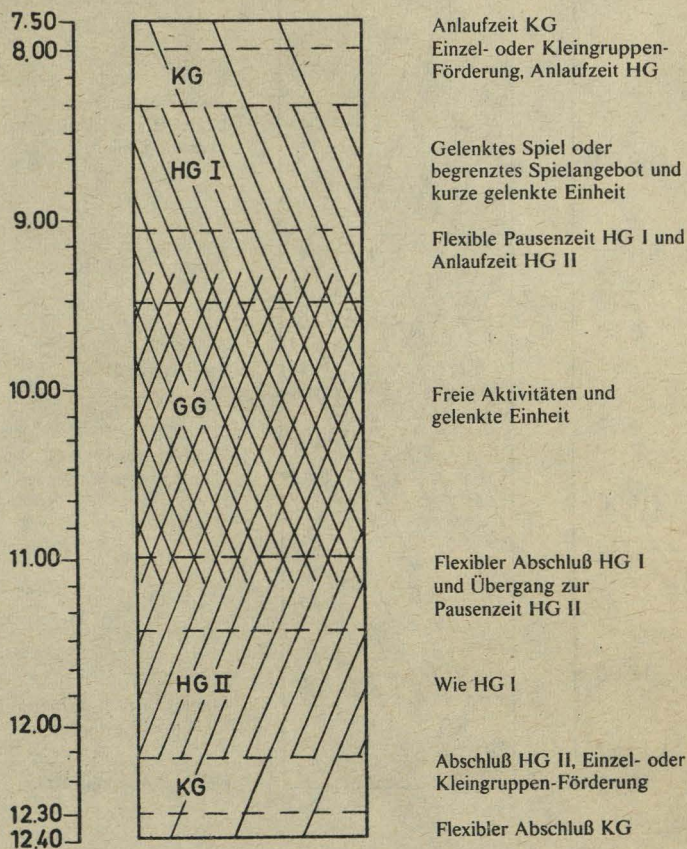 7.50
8.00
KG
HG I
9.00
10.00
GG
11.00
HG II
12.00
KG
12.30
12.40
Anlaufzeit KG
Einzel- oder Kleingruppen-
Förderung, Anlaufzeit HG
Gelenktes Spiel oder
begrenztes Spielangebot und
kurze gelenkte Einheit
Flexible Pausenzeit HG I und
Anlaufzeit HG II
Freie Aktivitäten und
gelenkte Einheit
Flexibler Abschluß HG I
und Übergang zur
Pausenzeit HG II
Wie HG I
Abschluß HG II, Einzel- oder
Kleingruppen-Förderung
Flexibler Abschluß KG